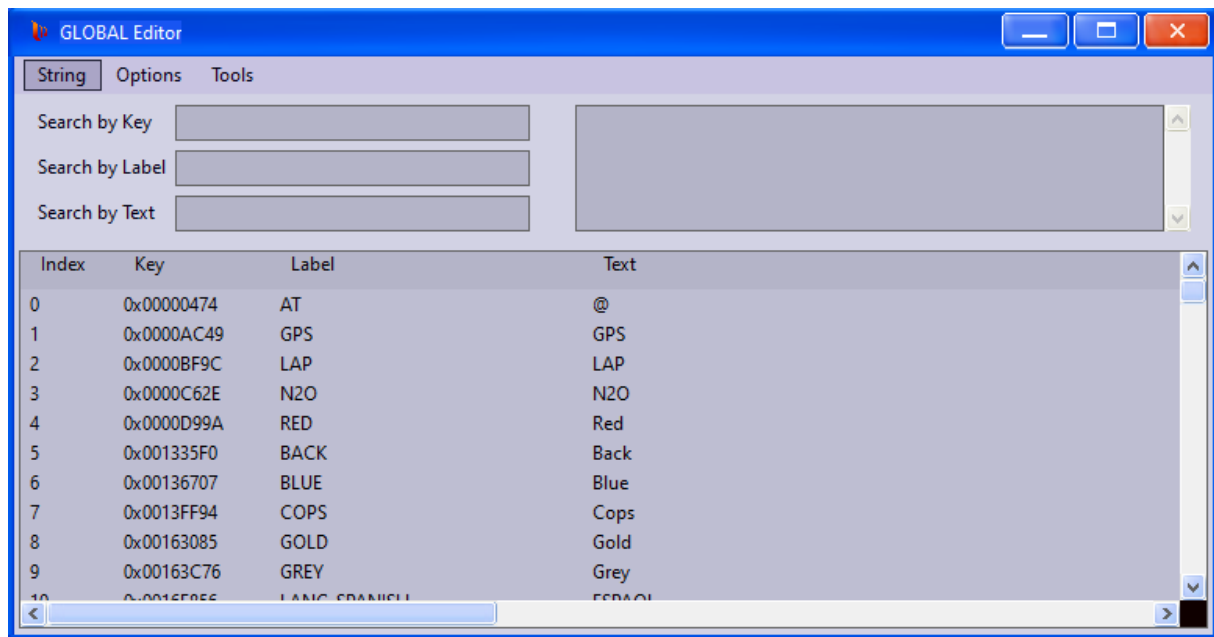 GLOBAL Editor
String Options Tools
Search by Key
Search by Label
Search by Text
Index Key Label Text
0 0x00000474 AT @
1 0x0000AC49 GPS GPS
2 0x0000BF9C LAP LAP
3 0x0000C62E N2O N2O
4 0x0000D99A RED Red
5 0x001335F0 BACK Back
6 0x00136707 BLUE Blue
7 0x0013FF94 COPS Cops
8 0x00163085 GOLD Gold
9 0x00163C76 GREY Grey
10 LANG_SPANISH